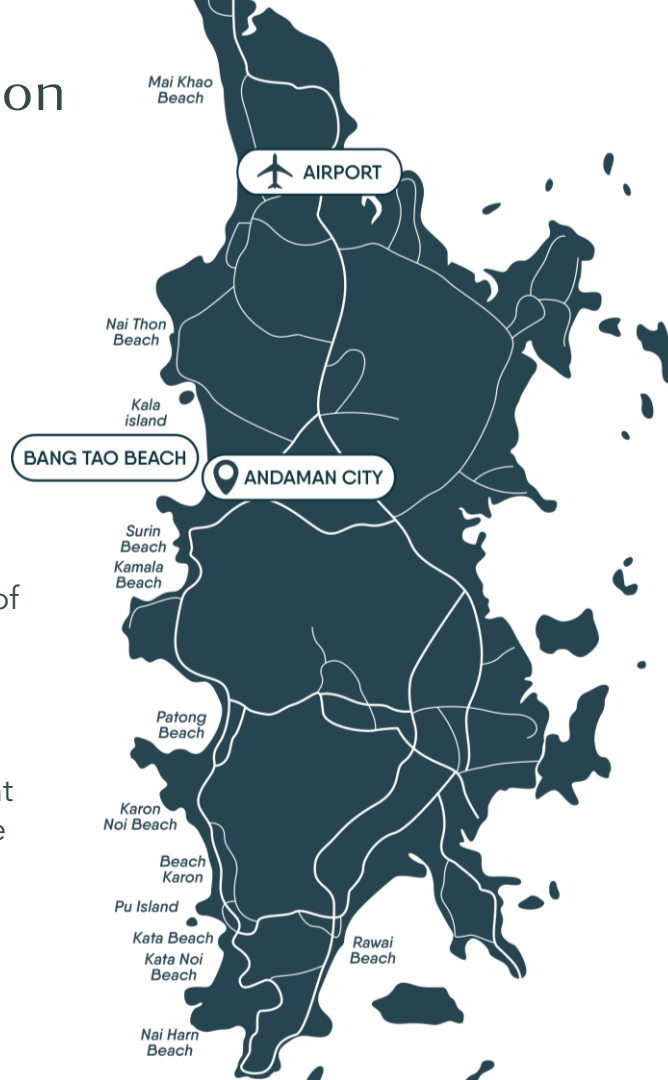 on
Mai Khao
Beach
AIRPORT
Nai Thon
Beach
Kala
island
BANG TAO BEACH
ANDAMAN CITY
Surin
Beach
Kamala
Beach
of
Patong
Beach
Karon
Noi Beach
Beach
Karon
Pu Island
Kata Beach
Kata Noi
Beach
Rawai
Beach
Nai Harn
Beach